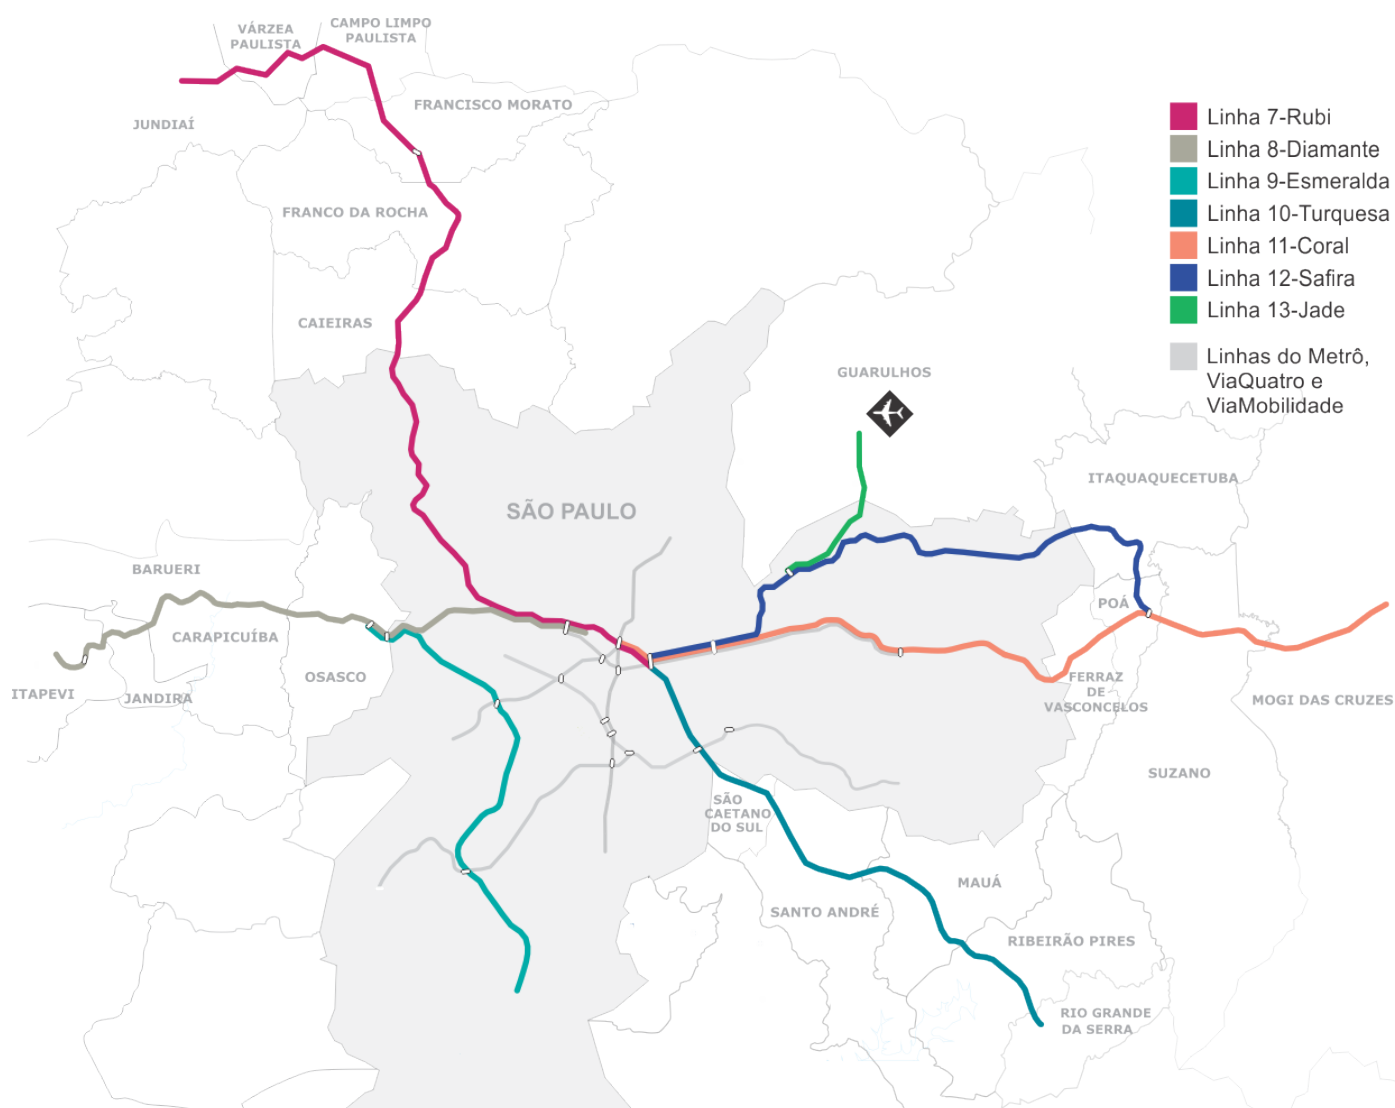 VÁRZEA
PAULISTA
CAMPO LIMPO
PAULISTA
FRANCISCO MORATO
JUNDIAÍ
FRANCO DA ROCHA
CAIEIRAS
Linha 7-Rubi
Linha 8-Diamante
Linha 9-Esmeralda
Linha 10-Turquesa
Linha 11-Coral
Linha 12-Safira
Linha 13-Jade
Linhas do Metrô,
ViaQuatro e
ViaMobilidade
GUARULHOS
ITAQUAQUECETUBA
SÃO PAULO
BARUERI
CARAPICUÍBA
POÁ
OSASCO
ITAPEVI
JANDIRA
FERRAZ
DE
VASCONCELOS
MOGI DAS CRUZES
SUZANO
SÃO
CAETANO
DO SUL
MAUÁ
SANTO ANDRÉ
RIBEIRÃO PIRES
RIO GRANDE
DA SERRA